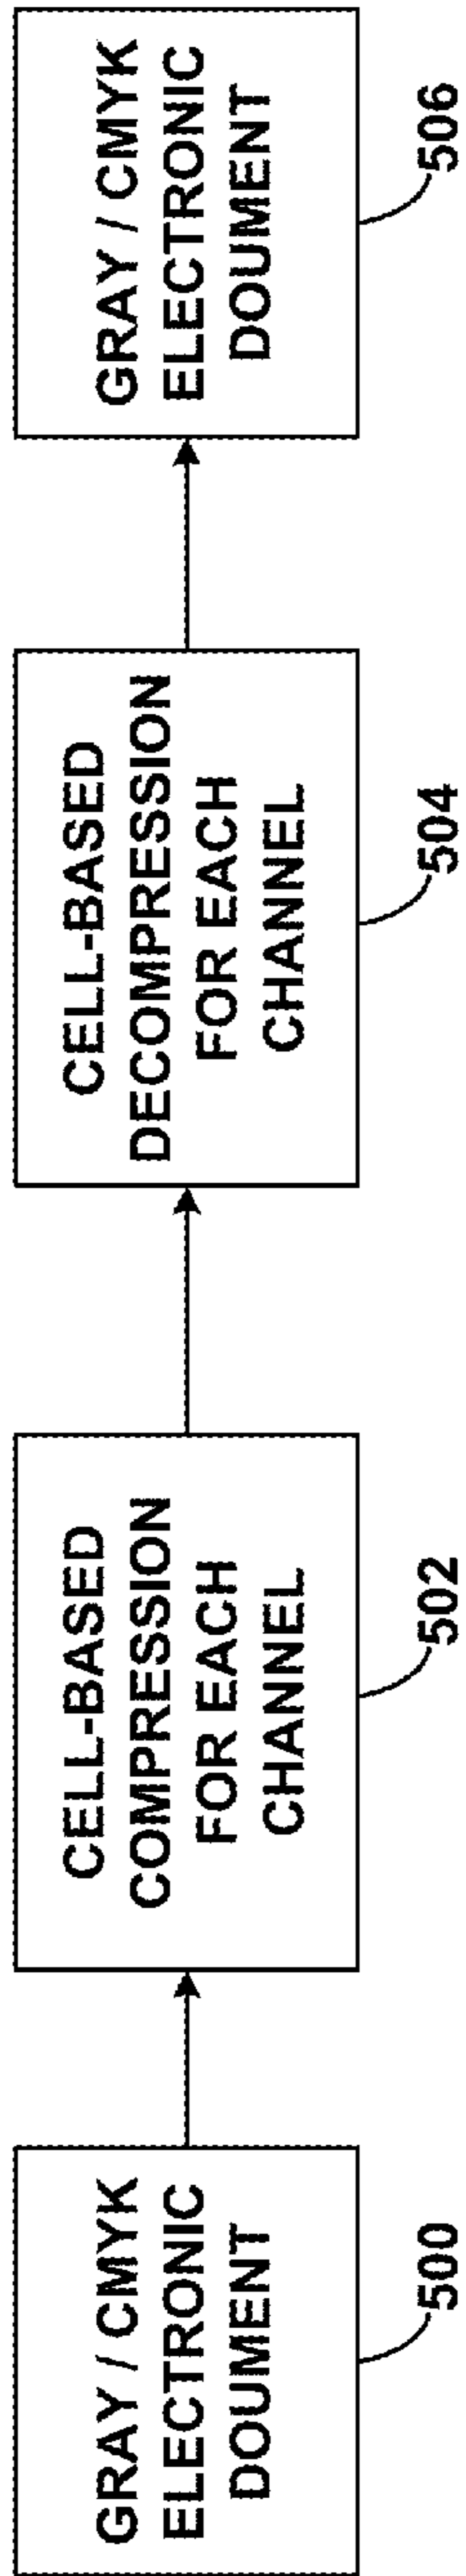 GRAY / CMYK
ELECTRONIC
DOUMENT
500
CELL-BASED
COMPRESSION
FOR EACH
CHANNEL
502
CELL-BASED
DECOMPRESSION
FOR EACH
CHANNEL
504
GRAY / CMYK
ELECTRONIC
DOUMENT
506